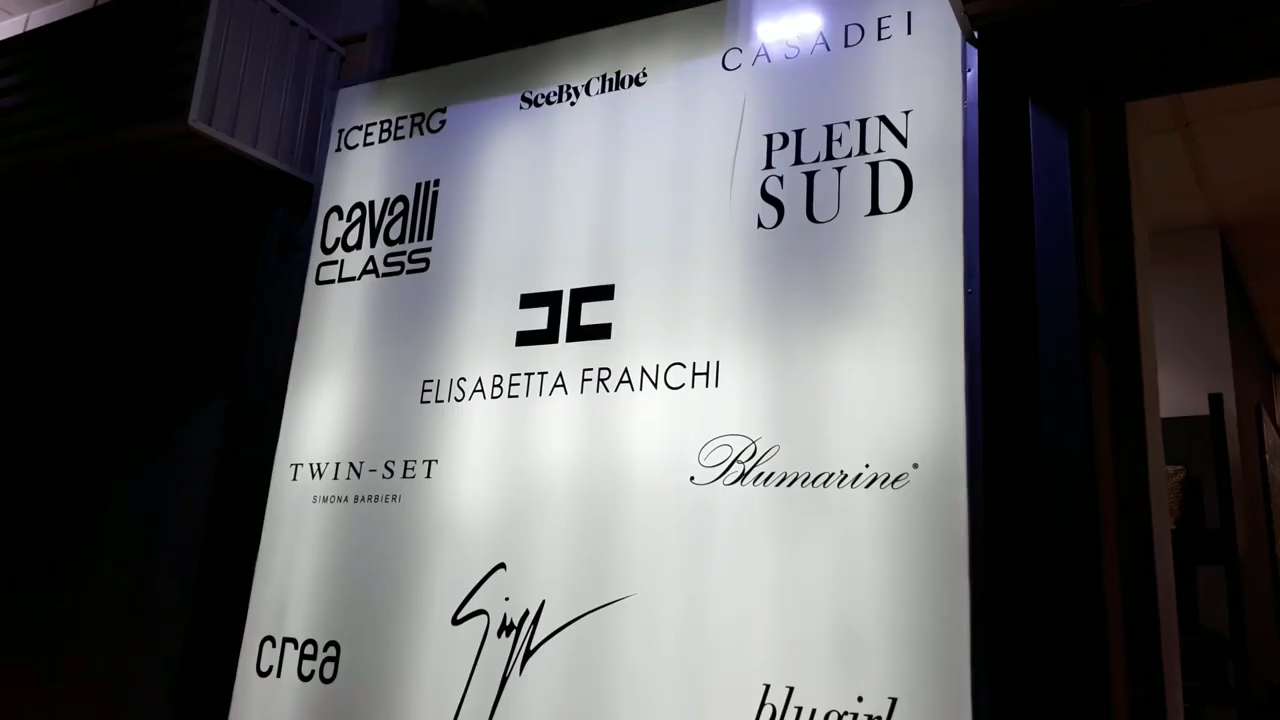 CASADEI
SeeByChloé
ICEBERG
PLEIN
SUD
cavalli
CLASS
ELISABETTA FRANCHI
TWIN-SET
SIMONA BARBIERI
Blumarine®
crea
blugirl